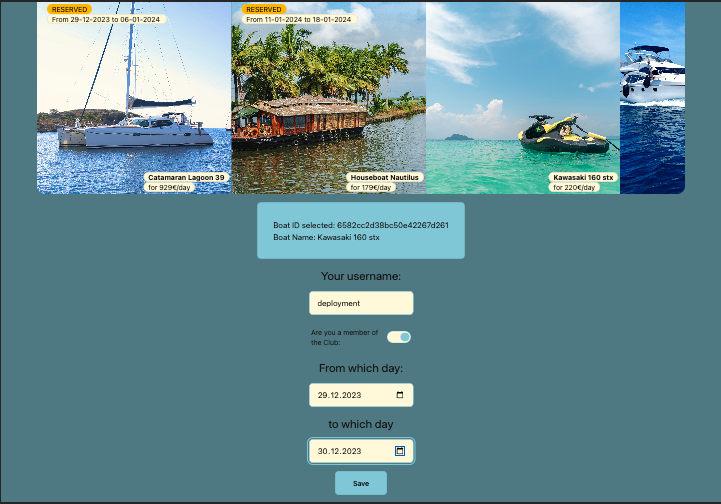 RESERVED
From 29-12-2023 to 06-01-2024
RESERVED
From 11-01-2024 to 18-01-2024
Catamaran Lagoon 39
for 929€/day
Houseboat Nautilus
for 179€/day
Kawasaki 160 stx
for 220€/day
Boat ID selected: 6582cc2d38bc50e42267d261
Boat Name: Kawasaki 160 stx
Your username:
deployment
Are you a member of
the Club:
From which day:
29.12.2023
to which day
30.12.2023
Save